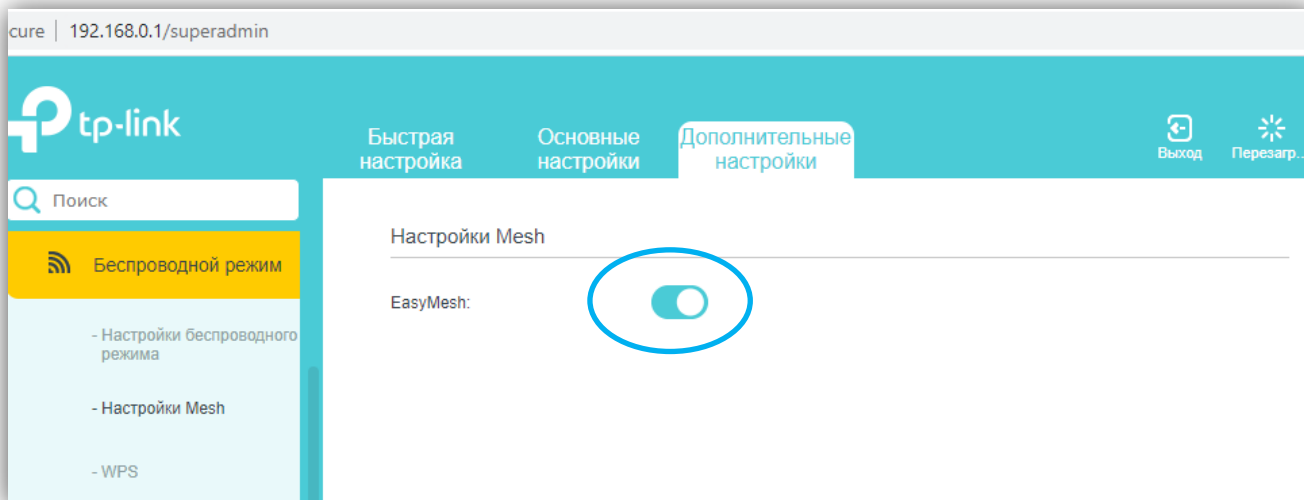 cure | 192.168.0.1/superadmin
tp-link
Быстрая
настройка
Основные
настройки
Дополнительные
настройки
Выход
Перезагр...
Поиск
Беспроводной режим
- Настройки беспроводного
режима
- Настройки Mesh
- WPS
Настройки Mesh
EasyMesh: